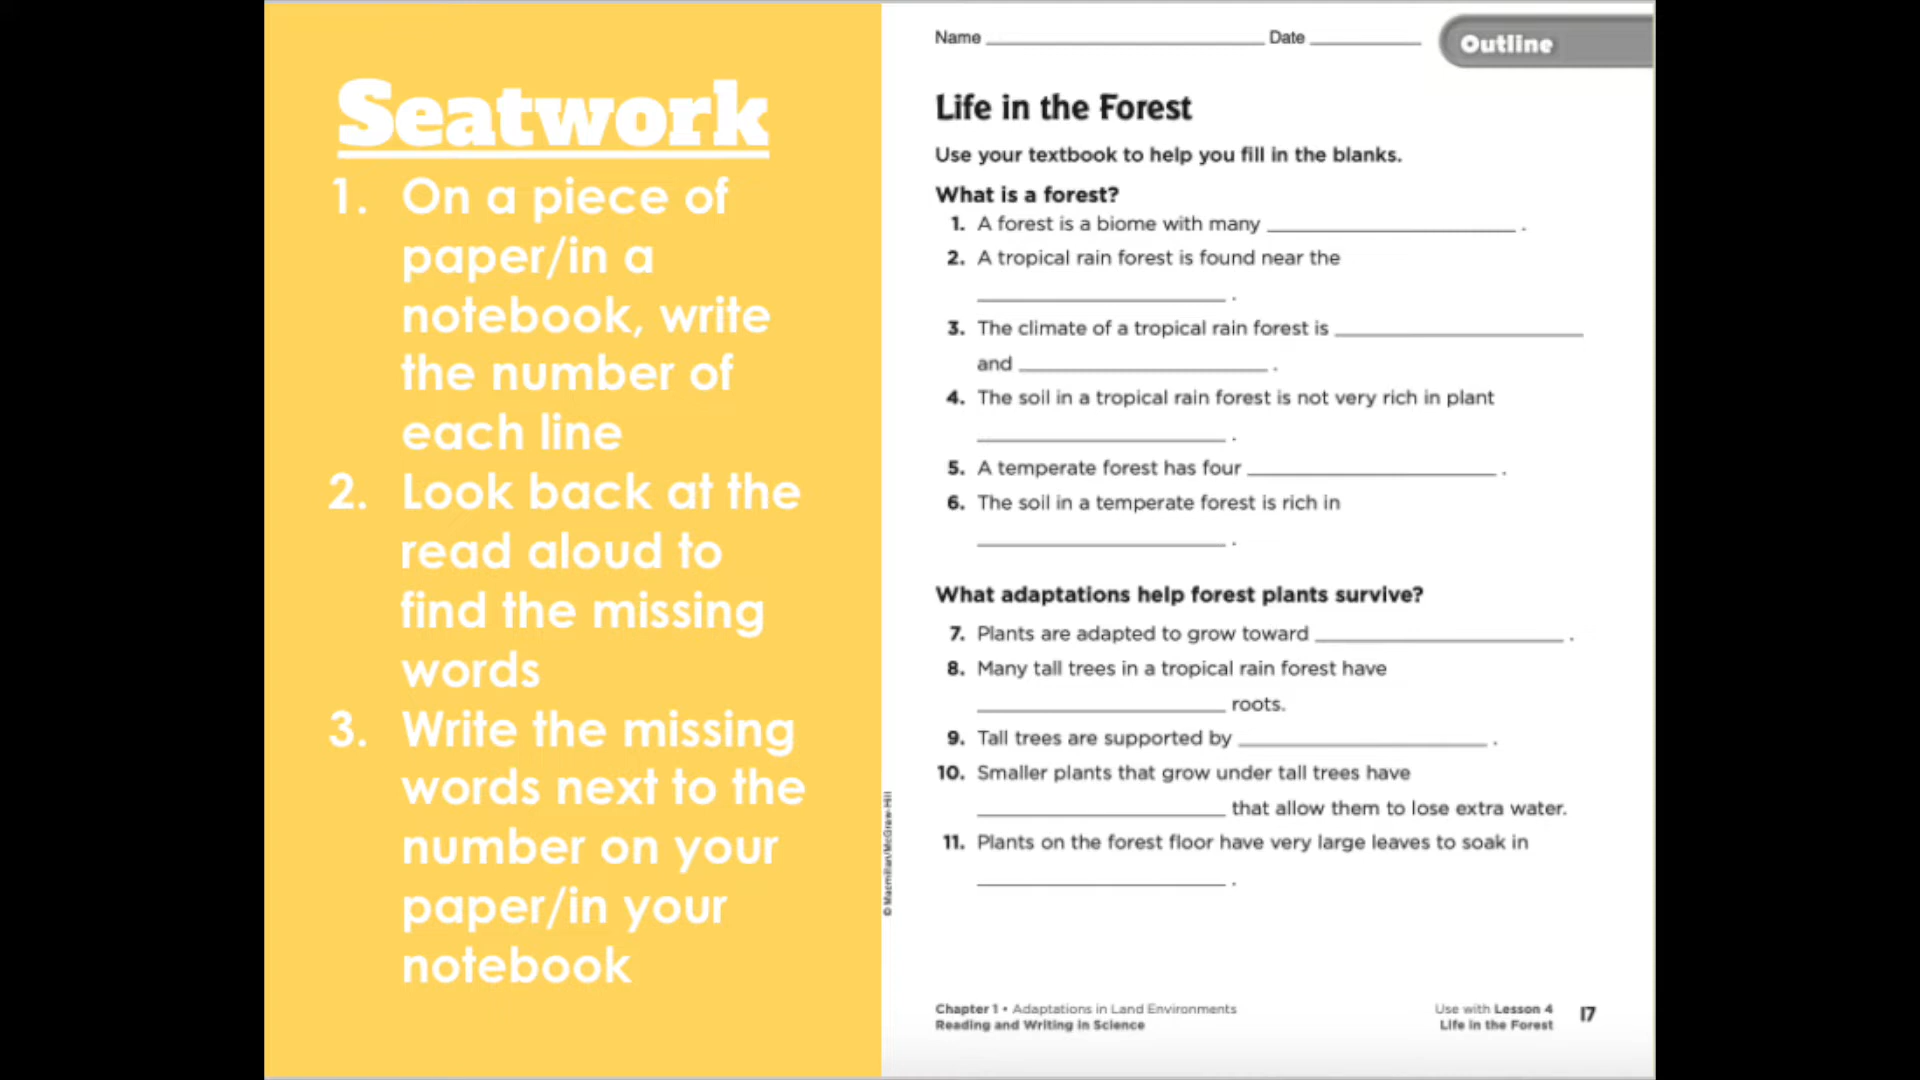 Seatwork
1. On a piece of
paper/in a
notebook, write
the number of
each line
2. Look back at the
read aloud to
find the missing
words
3. Write the missing
words next to the
number on your
paper/in your
notebook
Name Date
Outline
Life in the Forest
Use your textbook to help you fill in the blanks.
What is a forest?
1. A forest is a biome with many .
2. A tropical rain forest is found near the
.
3. The climate of a tropical rain forest is
and .
4. The soil in a tropical rain forest is not very rich in plant
.
5. A temperate forest has four .
6. The soil in a temperate forest is rich in
.
What adaptations help forest plants survive?
7. Plants are adapted to grow toward .
8. Many tall trees in a tropical rain forest have
roots.
9. Tall trees are supported by .
10. Smaller plants that grow under tall trees have
that allow them to lose extra water.
11. Plants on the forest floor have very large leaves to soak in
.
© Macmillan/McGraw-Hill
Chapter 1 • Adaptations in Land Environments
Reading and Writing in Science
Use with Lesson 4
Life in the Forest
17